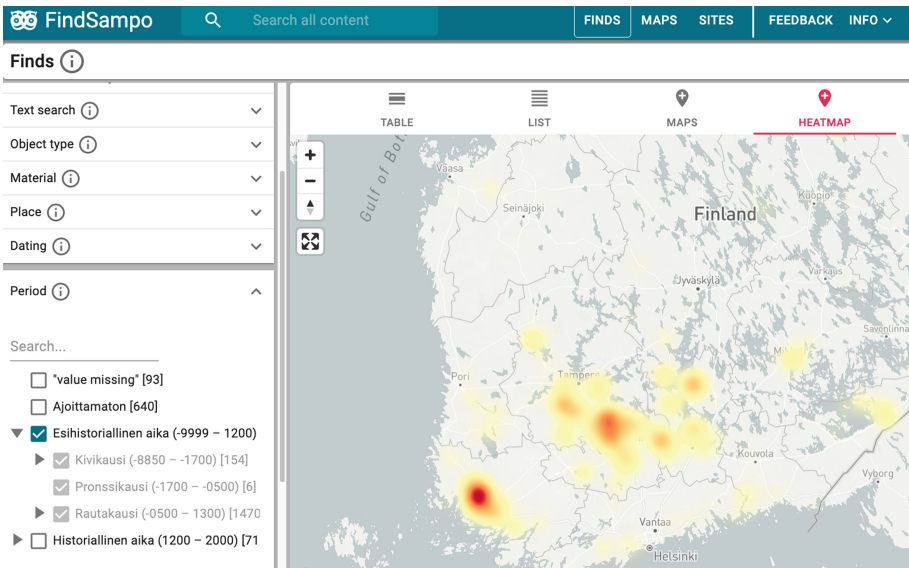 FindSampo
Search all content
FINDS MAPS SITES FEEDBACK INFO
Finds
Text search
Object type
Material
Place
Dating
Period
Search...
"value missing" [93]
Ajoittamaton [640]
Esihistoriallinen aika (-9999 – 1200)
Kivikausi (-8850 – -1700) [154]
Pronssikausi (-1700 – -0500) [6]
Rautakausi (-0500 – 1300) [1470
Historiallinen aika (1200 – 2000) [71
TABLE LIST MAPS HEATMAP
Gulf of Bot
Vaasa
Seinäjoki
Kuopio
Finland
Varkaus
Jyväskylä
Savonlinna
Pori
Tampere
Kouvola
Vyborg
Vantaa
Helsinki